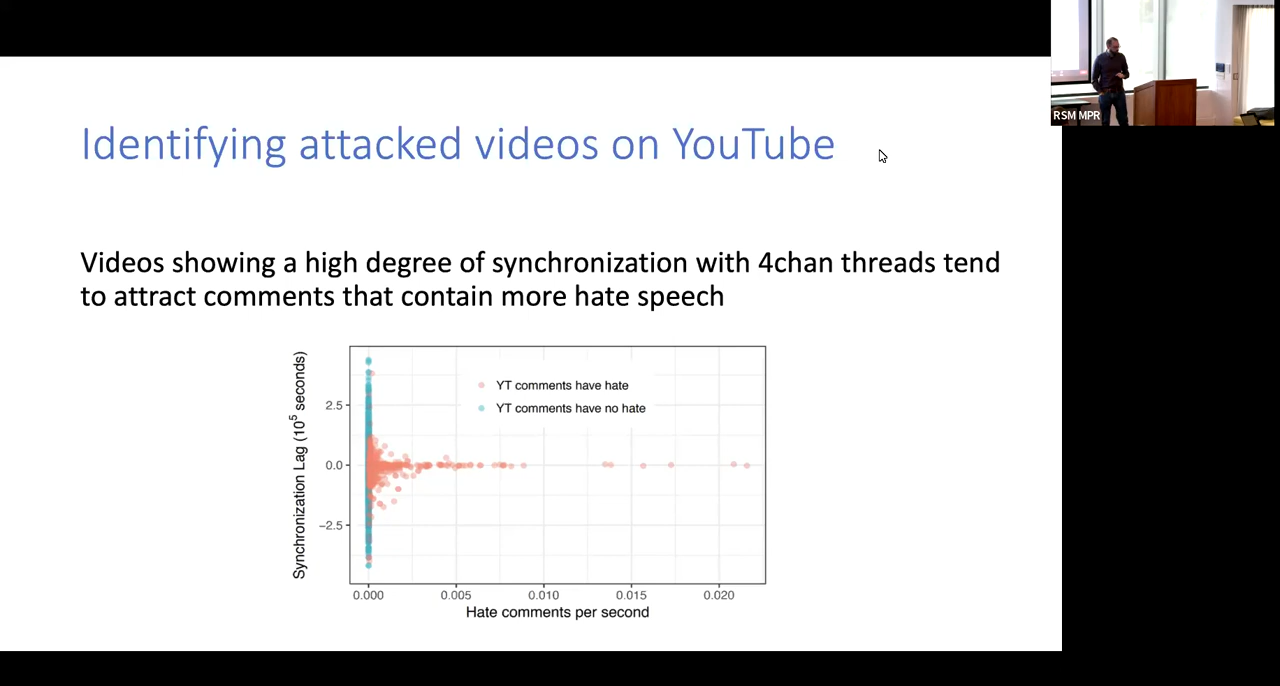 RSM MPR
Identifying attacked videos on YouTube
Videos showing a high degree of synchronization with 4chan threads tend
to attract comments that contain more hate speech
Synchronization Lag (10⁵ seconds)
2.5
0.0
−2.5
YT comments have hate
YT comments have no hate
0.000 0.005 0.010 0.015 0.020
Hate comments per second